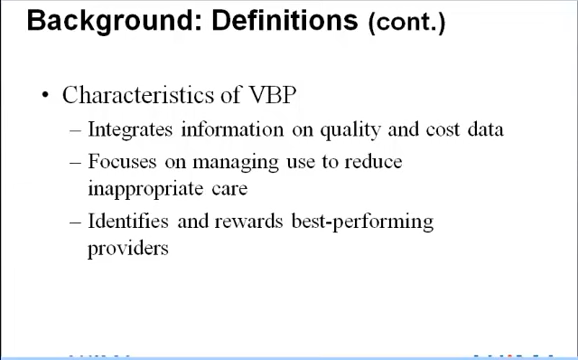 Background: Definitions (cont.)
• Characteristics of VBP
– Integrates information on quality and cost data
– Focuses on managing use to reduce
inappropriate care
– Identifies and rewards best-performing
providers